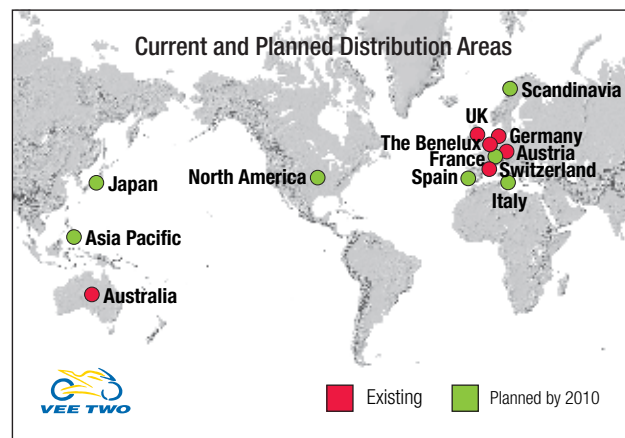 Current and Planned Distribution Areas
Scandinavia
UK
Germany
The Benelux
Austria
France
Switzerland
Spain
Italy
North America
Japan
Asia Pacific
Australia
VEE TWO
Existing
Planned by 2010